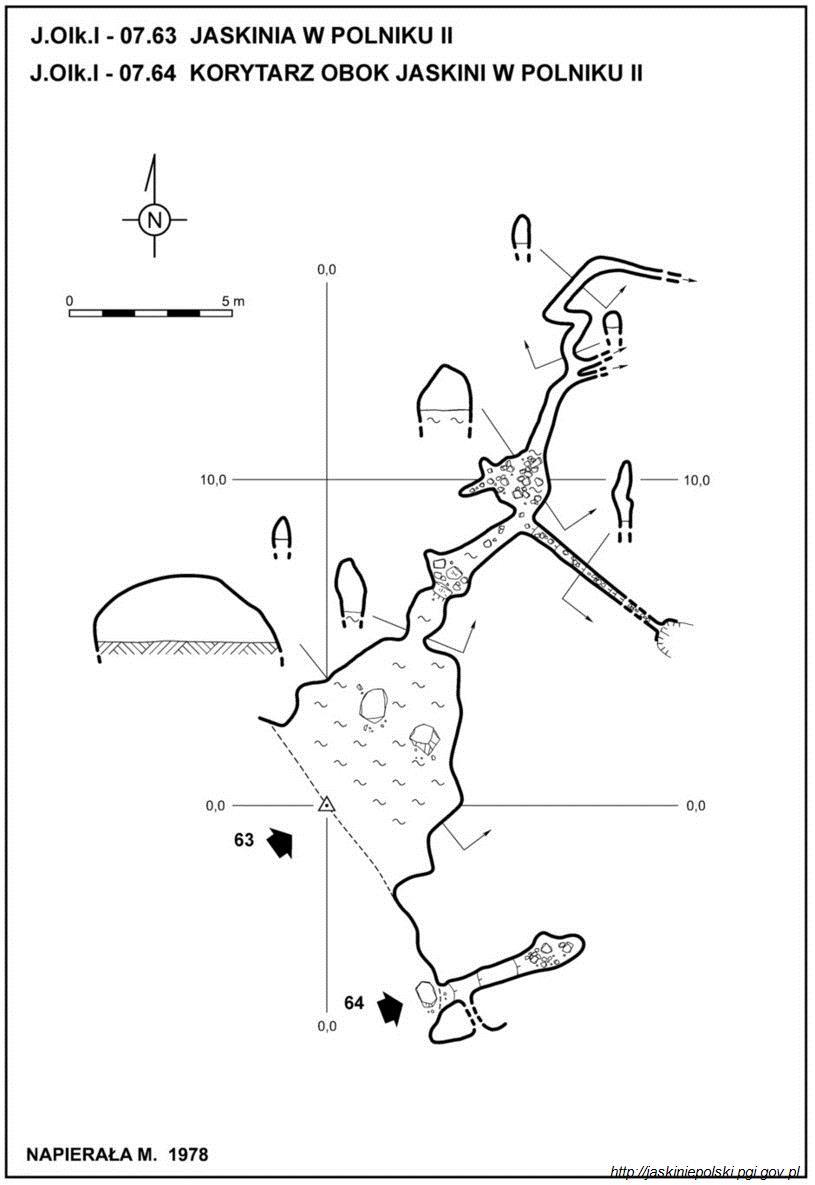 J.Olk.I - 07.63 JASKINIA W POLNIKU II
J.Olk.I - 07.64 KORYTARZ OBOK JASKINI W POLNIKU II
N
0,0
0 5 m
10,0 10,0
0,0 0,0
63
64
0,0
NAPIERAŁA M. 1978
http://jaskiniepolski.pgi.gov.pl